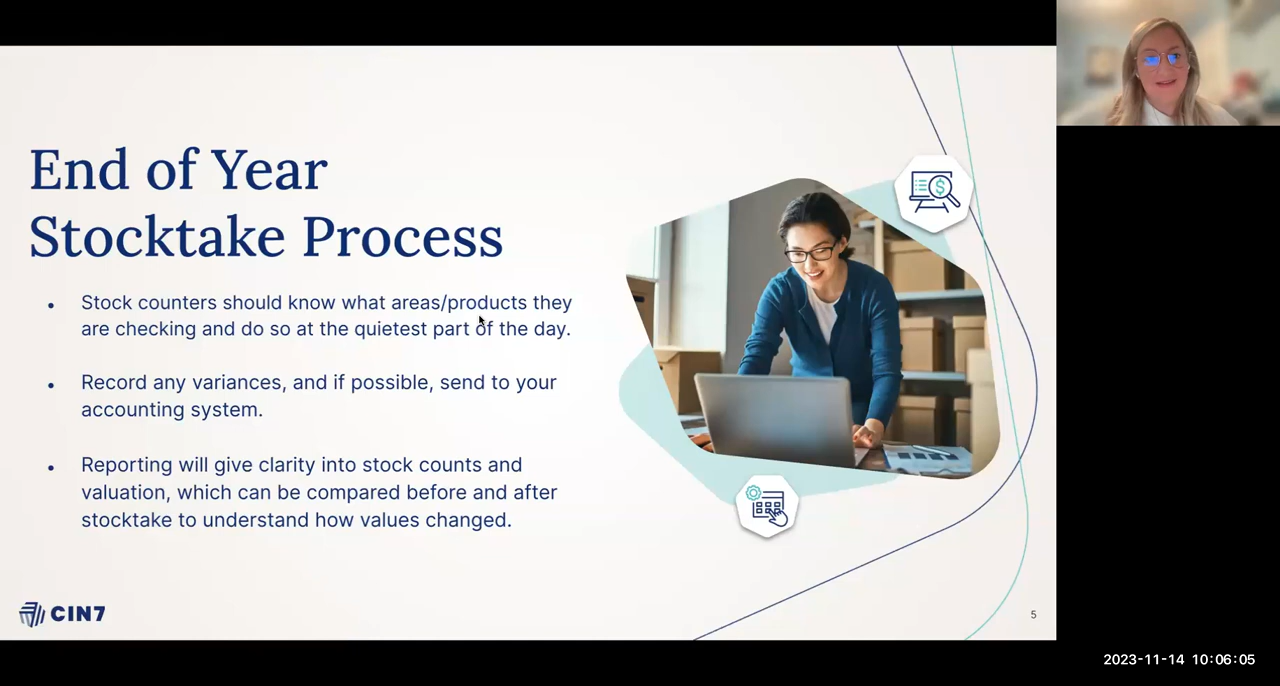 End of Year
Stocktake Process
• Stock counters should know what areas/products they
are checking and do so at the quietest part of the day.
• Record any variances, and if possible, send to your
accounting system.
• Reporting will give clarity into stock counts and
valuation, which can be compared before and after
stocktake to understand how values changed.
$
CIN7
5
2023-11-14 10:06:05